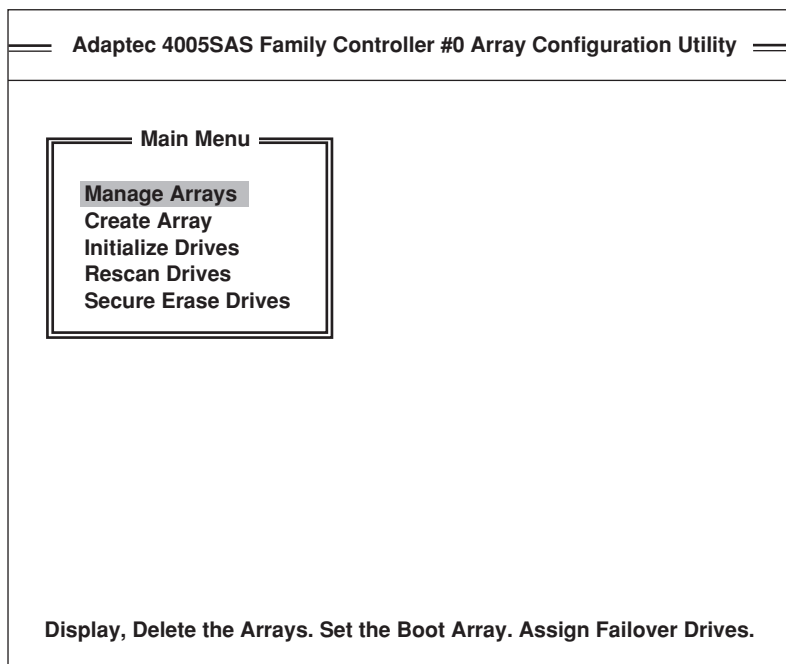 Adaptec 4005SAS Family Controller #0 Array Configuration Utility
Main Menu
Manage Arrays
Create Array
Initialize Drives
Rescan Drives
Secure Erase Drives
Display, Delete the Arrays. Set the Boot Array. Assign Failover Drives.